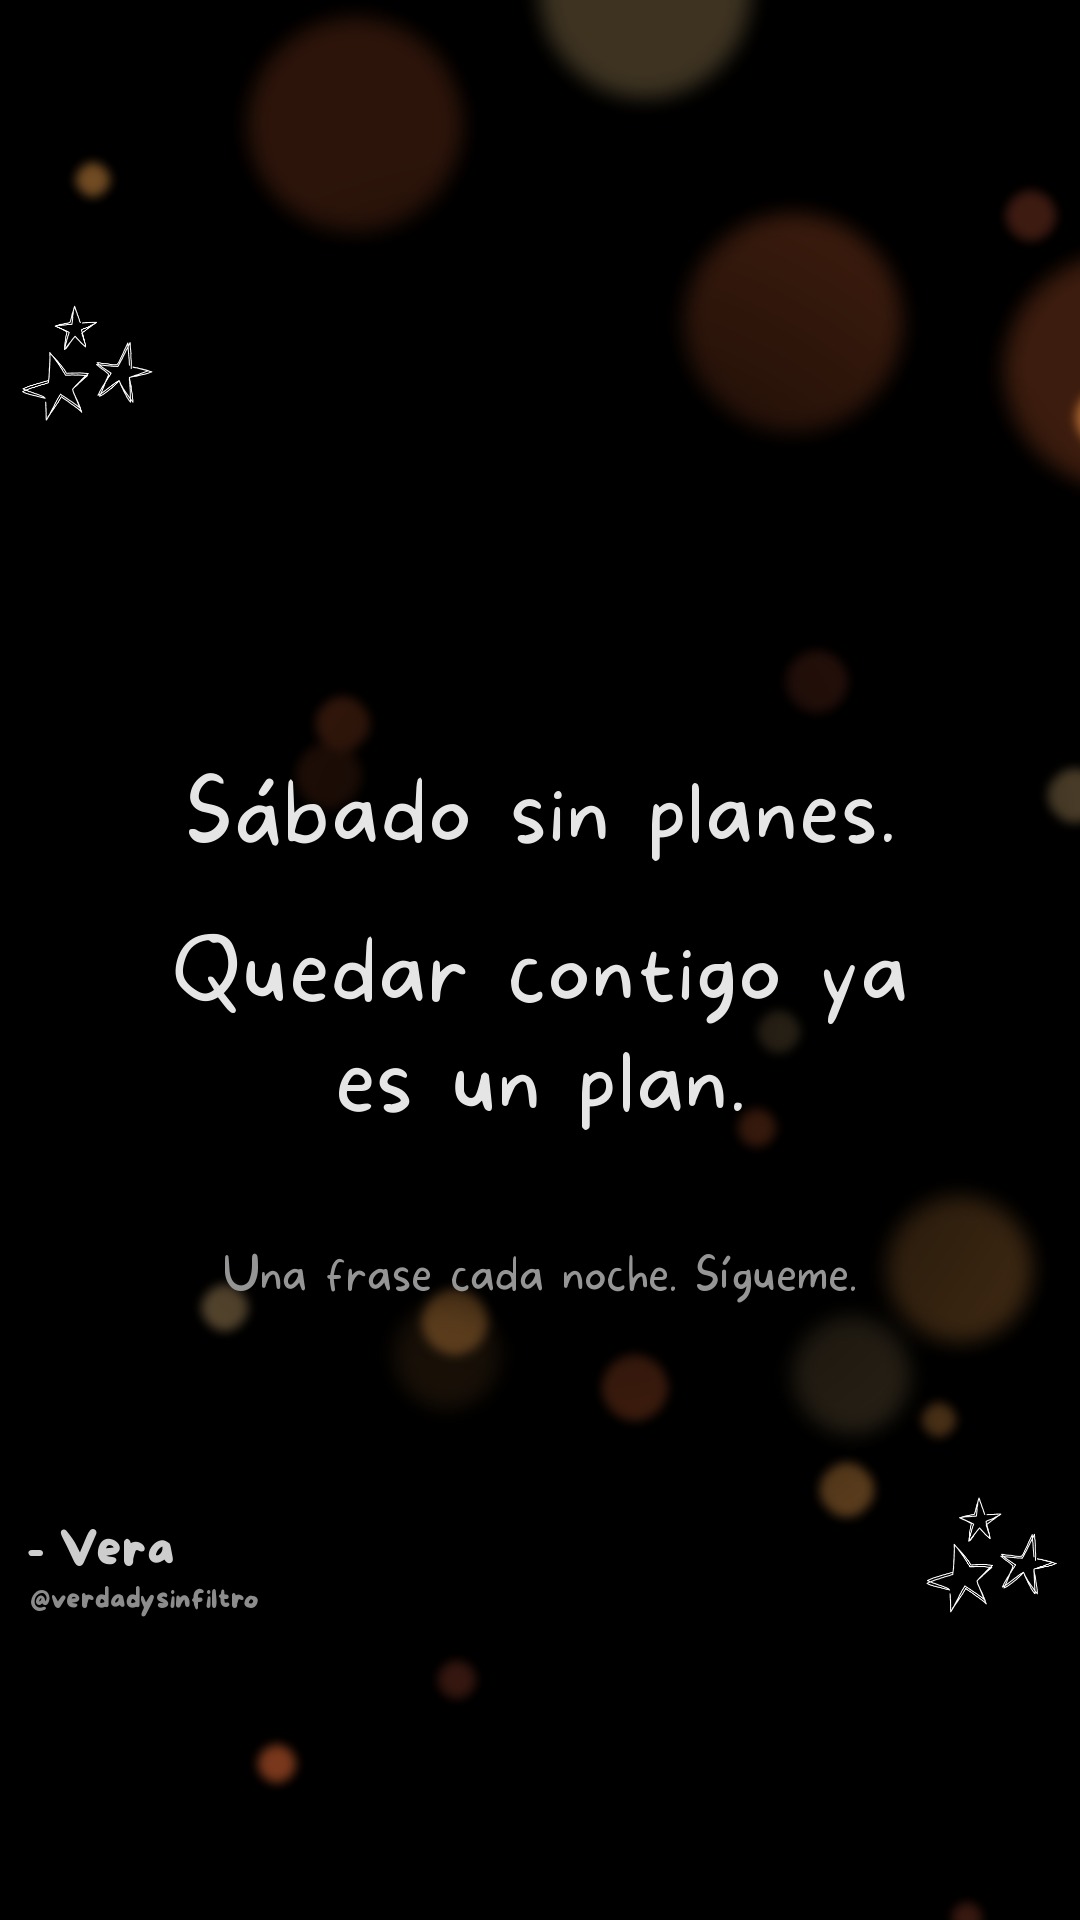 Sábado sin planes.
Quedar contigo ya
es un plan.
Una frase cada noche. Sígueme.
- Vera
@verdadysinfiltro